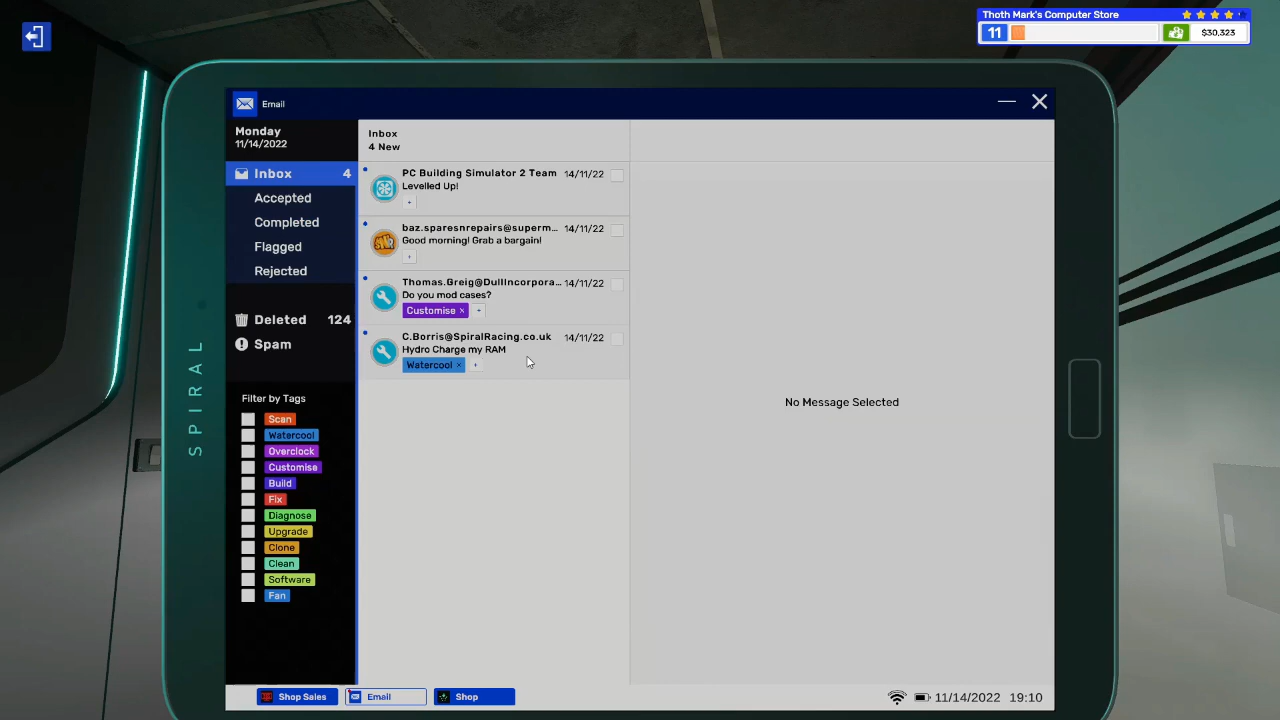 Thoth Mark's Computer Store
11
$30,323
Email
Monday
11/14/2022
Inbox 4
Accepted
Completed
Flagged
Rejected
Deleted 124
Spam
Filter by Tags
Scan
Watercool
Overclock
Customise
Build
Fix
Diagnose
Upgrade
Clone
Clean
Software
Fan
Inbox
4 New
PC Building Simulator 2 Team 14/11/22
Levelled Up!
+
baz.sparesnrepairs@superm... 14/11/22
Good morning! Grab a bargain!
+
Thomas.Greig@DullIncorpora... 14/11/22
Do you mod cases?
Customise × +
C.Borris@SpiralRacing.co.uk 14/11/22
Hydro Charge my RAM
Watercool × +
No Message Selected
SPIRAL
Shop Sales
Email
Shop
11/14/2022 19:10